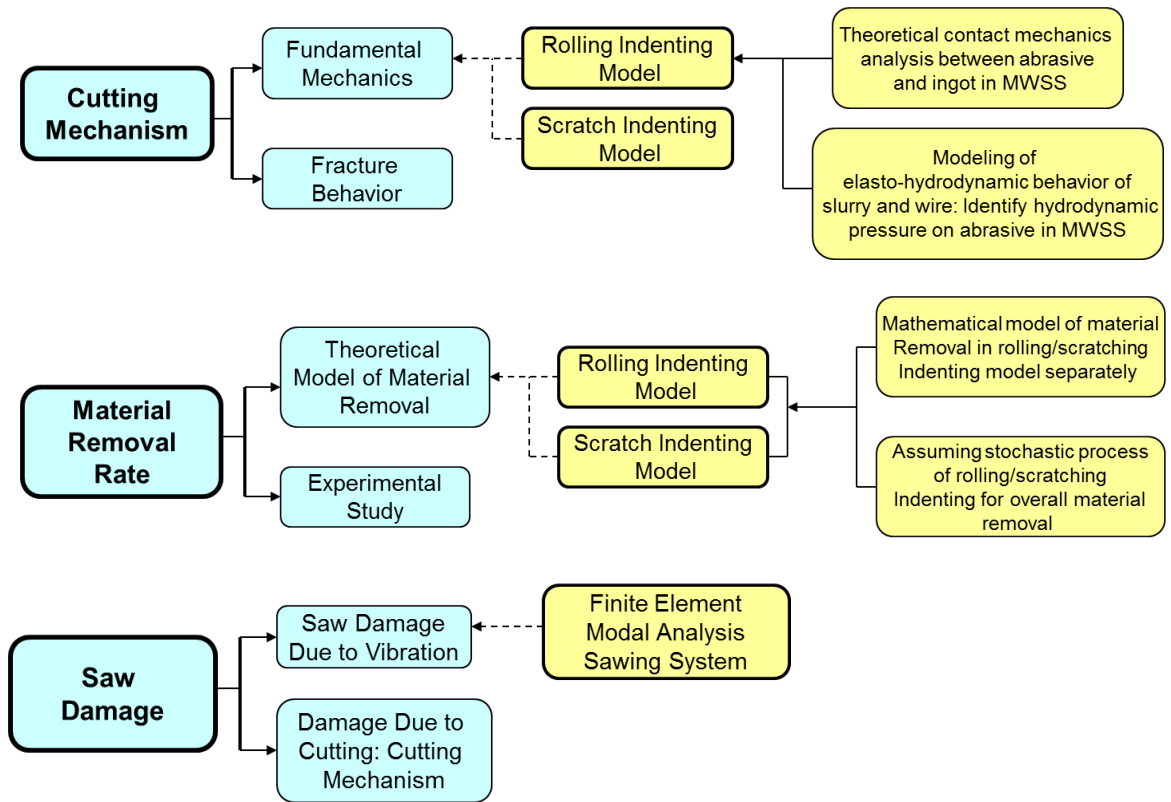 Cutting
Mechanism
Fundamental
Mechanics
Fracture
Behavior
Rolling Indenting
Model
Scratch Indenting
Model
Theoretical contact mechanics
analysis between abrasive
and ingot in MWSS
Modeling of
elasto-hydrodynamic behavior of
slurry and wire: Identify hydrodynamic
pressure on abrasive in MWSS
Material
Removal
Rate
Theoretical
Model of Material
Removal
Experimental
Study
Rolling Indenting
Model
Scratch Indenting
Model
Mathematical model of material
Removal in rolling/scratching
Indenting model separately
Assuming stochastic process
of rolling/scratching
Indenting for overall material
removal
Saw
Damage
Saw Damage
Due to Vibration
Damage Due to
Cutting: Cutting
Mechanism
Finite Element
Modal Analysis
Sawing System